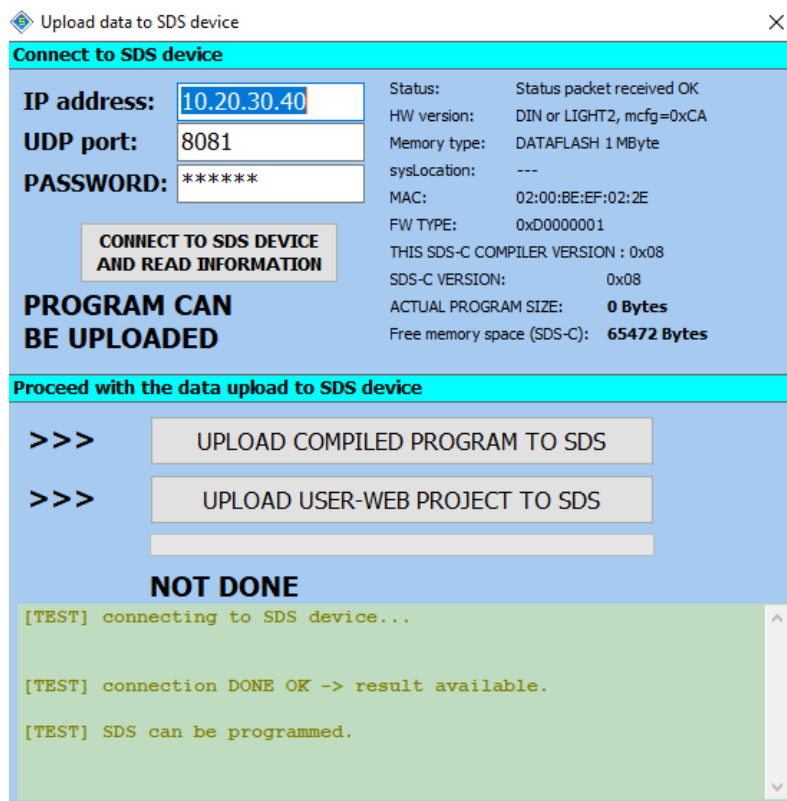 Upload data to SDS device
Connect to SDS device
IP address: 10.20.30.40
UDP port: 8081
PASSWORD: ******
CONNECT TO SDS DEVICE
AND READ INFORMATION
PROGRAM CAN
BE UPLOADED
Status: Status packet received OK
HW version: DIN or LIGHT2, mcfg=0xCA
Memory type: DATAFLASH 1 MByte
sysLocation: ---
MAC: 02:00:BE:EF:02:2E
FW TYPE: 0xD0000001
THIS SDS-C COMPILER VERSION : 0x08
SDS-C VERSION: 0x08
ACTUAL PROGRAM SIZE: 0 Bytes
Free memory space (SDS-C): 65472 Bytes
Proceed with the data upload to SDS device
>>> UPLOAD COMPILED PROGRAM TO SDS
>>> UPLOAD USER-WEB PROJECT TO SDS
NOT DONE
[TEST] connecting to SDS device...
[TEST] connection DONE OK -> result available.
[TEST] SDS can be programmed.